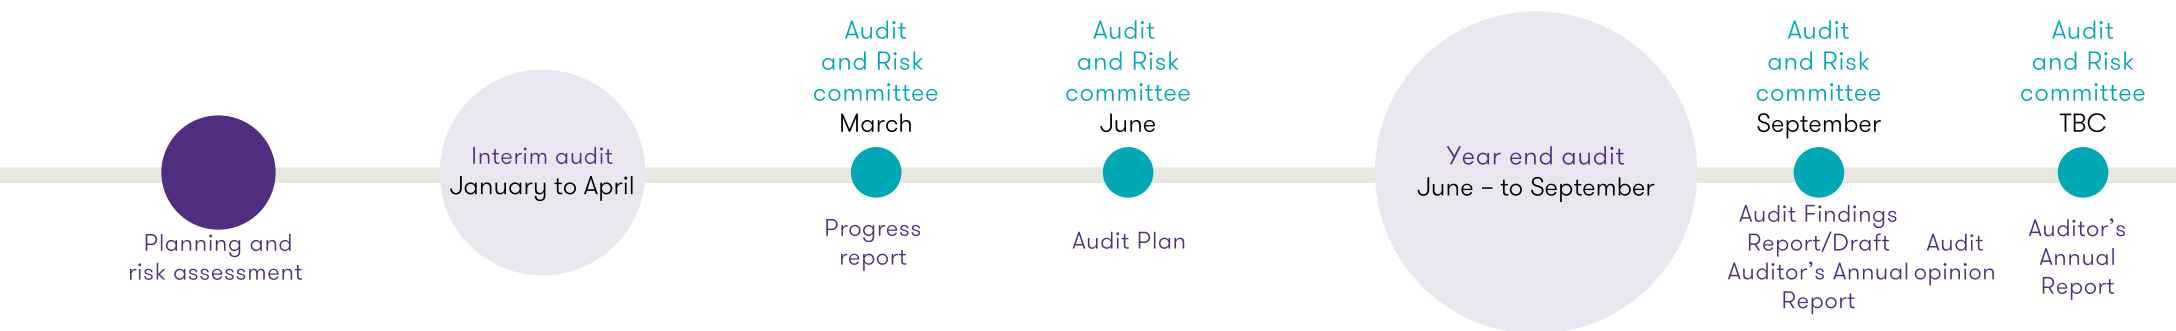 Planning and
risk assessment
Interim audit
January to April
Audit
and Risk
committee
March
Progress
report
Audit
and Risk
committee
June
Audit Plan
Year end audit
June – to September
Audit
and Risk
committee
September
Audit Findings
Report/Draft
Auditor's Annual
Report
Audit
opinion
Audit
and Risk
committee
TBC
Auditor's
Annual
Report